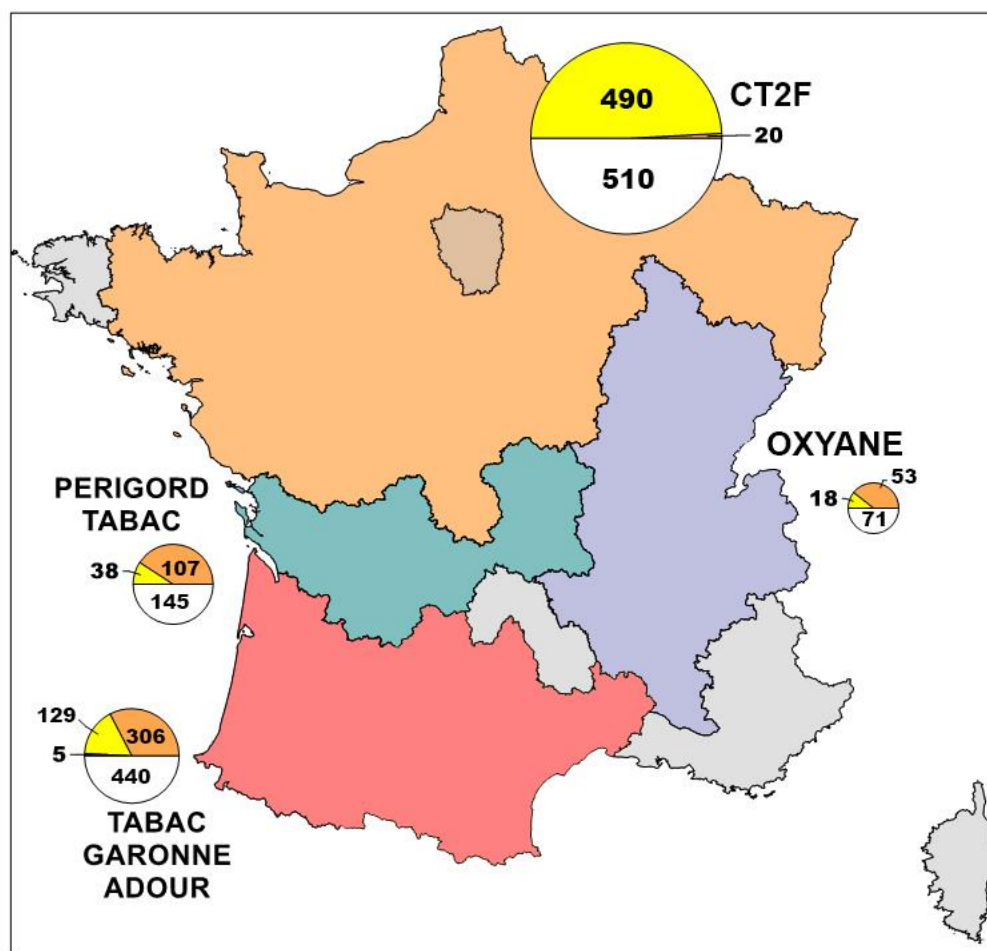 490
CT2F
20
510
OXYANE
53
18
71
PERIGORD
TABAC
107
38
145
129
306
5
440
TABAC
GARONNE
ADOUR